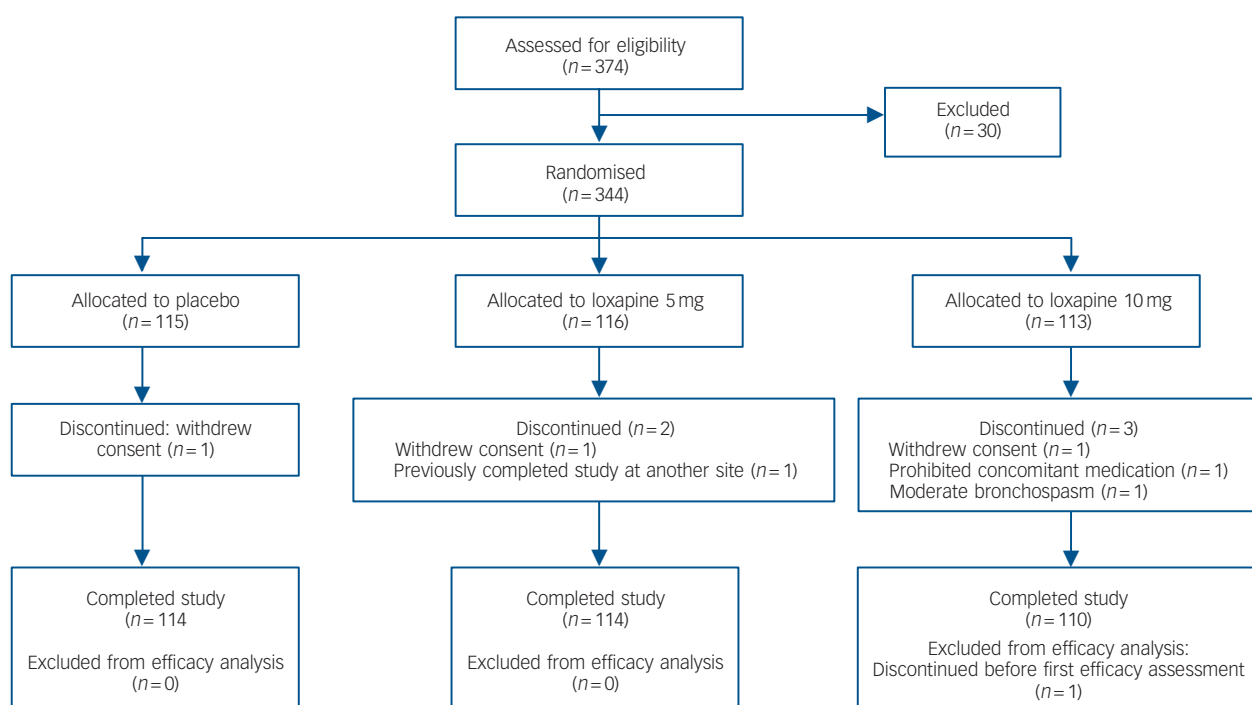 Assessed for eligibility
(n=374)
Excluded
(n=30)
Randomised
(n=344)
Allocated to placebo
(n=115)
Allocated to loxapine 5 mg
(n=116)
Allocated to loxapine 10 mg
(n=113)
Discontinued: withdrew
consent (n=1)
Discontinued (n=2)
Withdrew consent (n=1)
Previously completed study at another site (n=1)
Discontinued (n=3)
Withdrew consent (n=1)
Prohibited concomitant medication (n=1)
Moderate bronchospasm (n=1)
Completed study
(n=114
Excluded from efficacy analysis
(n=0)
Completed study
(n=114)
Excluded from efficacy analysis
(n=0)
Completed study
(n=110)
Excluded from efficacy analysis:
Discontinued before first efficacy assessment
(n=1)